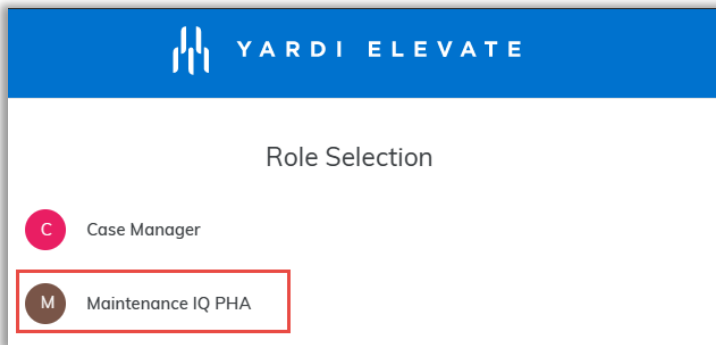 YARDI ELEVATE
Role Selection
C Case Manager
M Maintenance IQ PHA